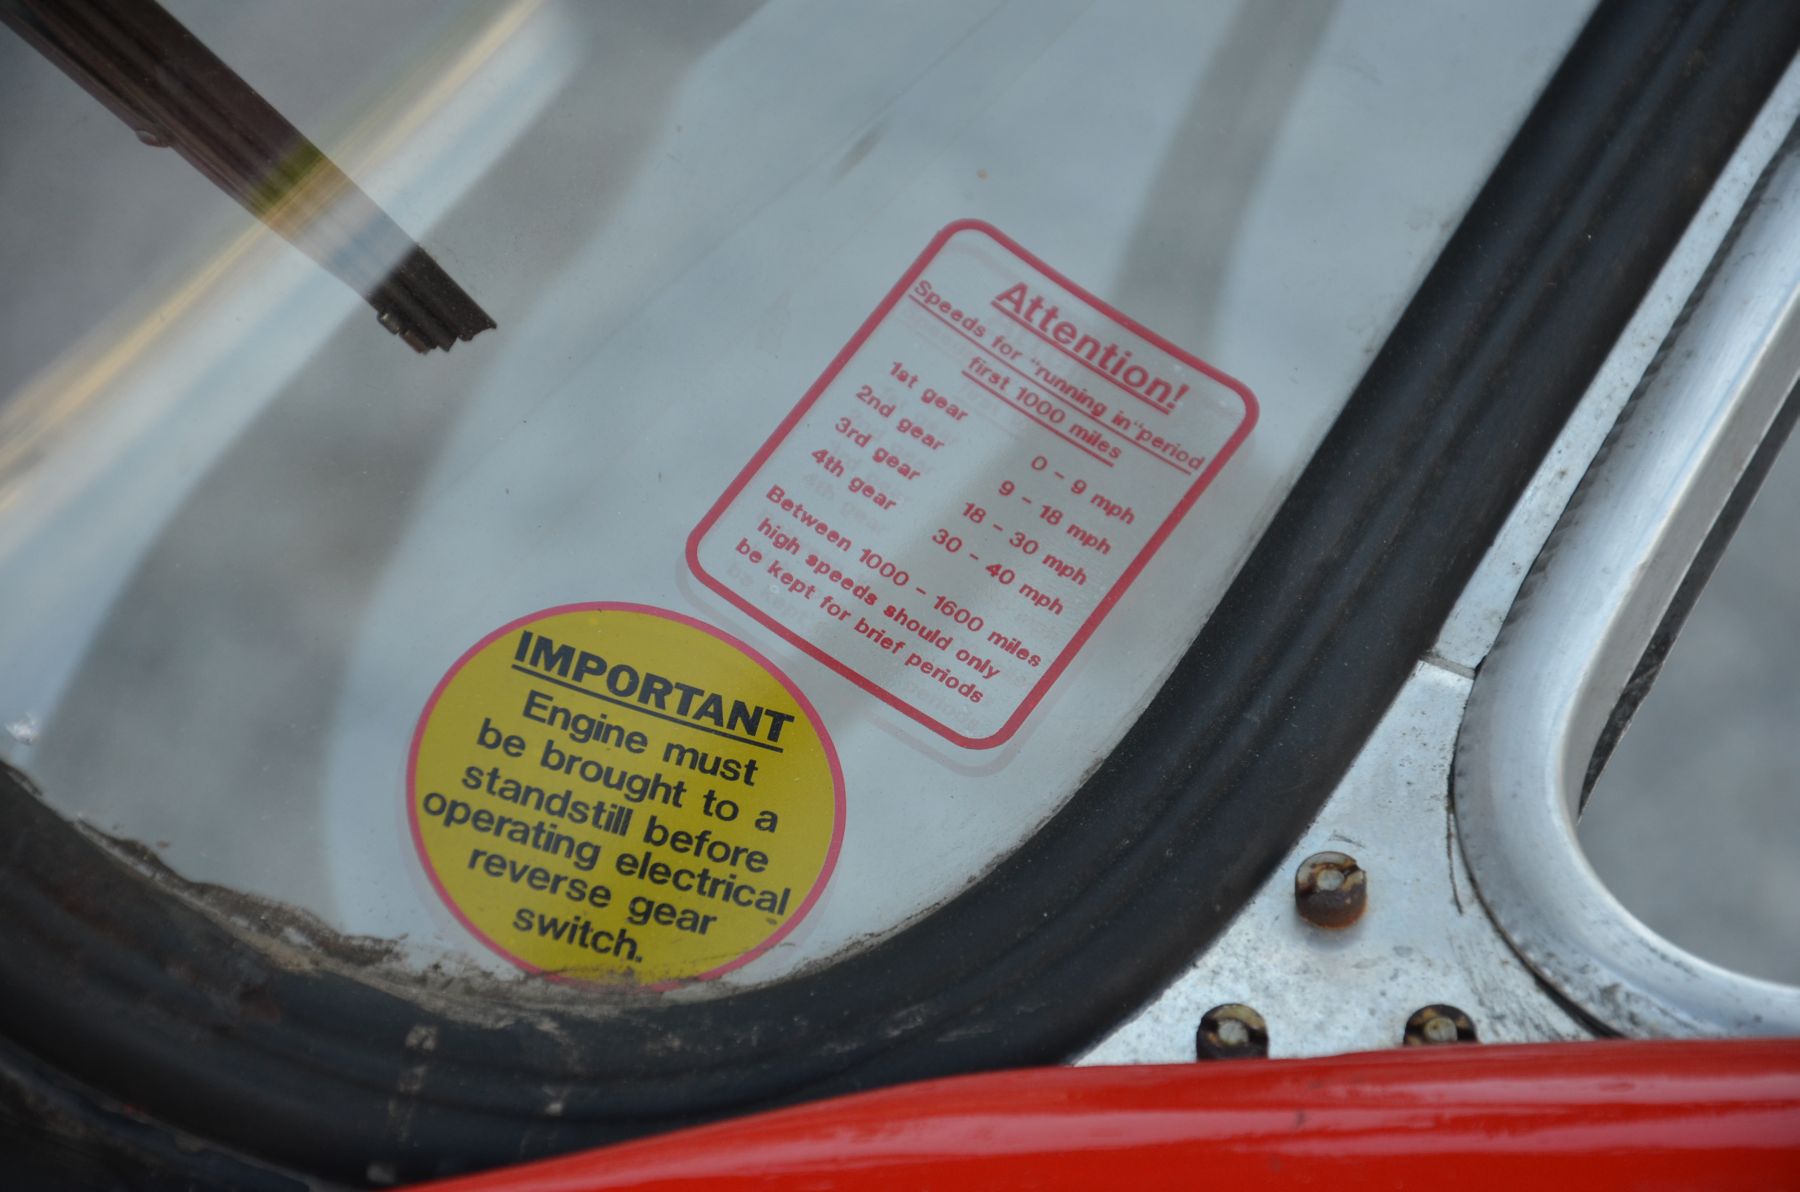 Attention!
Speeds for "running in" period
first 1000 miles
1st gear 0 - 9 mph
2nd gear 9 - 18 mph
3rd gear 18 - 30 mph
4th gear 30 - 40 mph
Between 1000 - 1600 miles
high speeds should only
be kept for brief periods
IMPORTANT
Engine must
be brought to a
standstill before
operating electrical
reverse gear
switch.